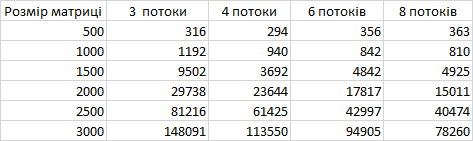 Розмір матриці 3 потоки 4 потоки 6 потоків 8 потоків
500 316 294 356 363
1000 1192 940 842 810
1500 9502 3692 4842 4925
2000 29738 23644 17817 15011
2500 81216 61425 42997 40474
3000 148091 113550 94905 78260